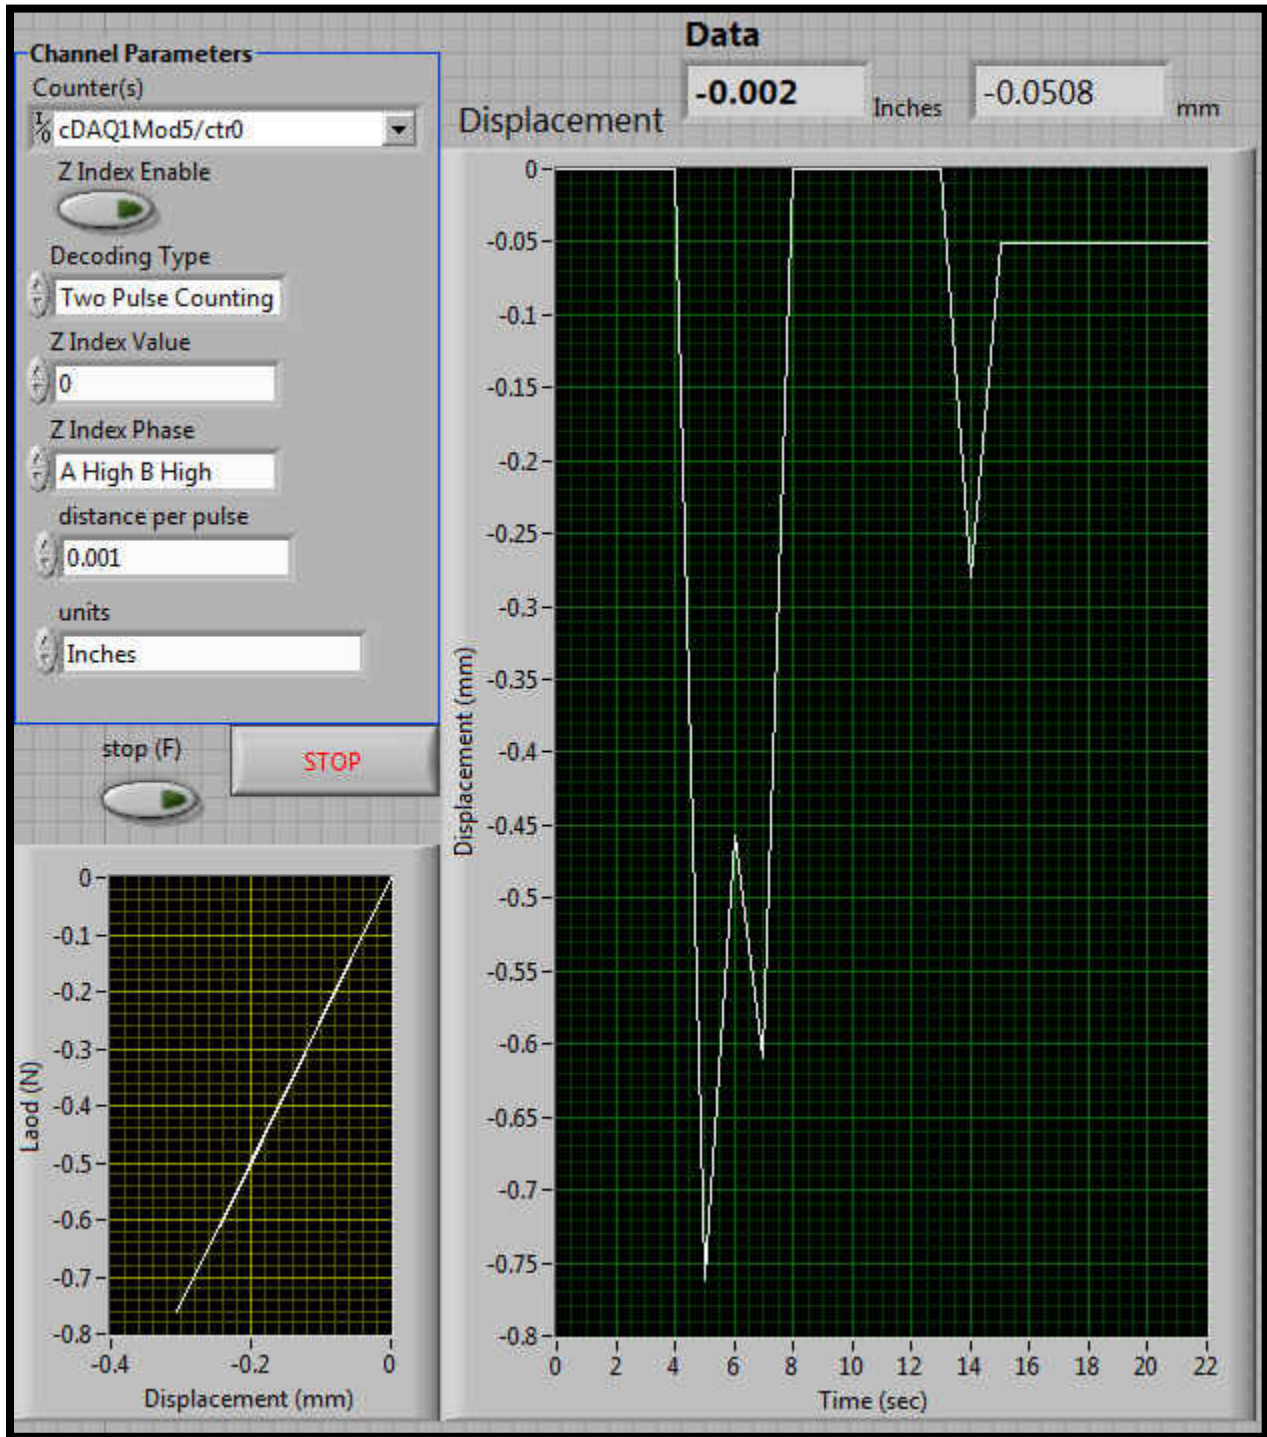 Channel Parameters
Counter(s)
I/0 cDAQ1Mod5/ctr0
Z Index Enable
Decoding Type
Two Pulse Counting
Z Index Value
0
Z Index Phase
A High B High
distance per pulse
0.001
units
Inches
stop (F)
STOP
0
-0.1
-0.2
-0.3
-0.4
-0.5
-0.6
-0.7
-0.8
Laod (N)
-0.4 -0.2 0
Displacement (mm)
Data
Displacement -0.002 Inches -0.0508 mm
0
-0.05
-0.1
-0.15
-0.2
-0.25
-0.3
-0.35
-0.4
-0.45
-0.5
-0.55
-0.6
-0.65
-0.7
-0.75
-0.8
Displacement (mm)
0 2 4 6 8 10 12 14 16 18 20 22
Time (sec)